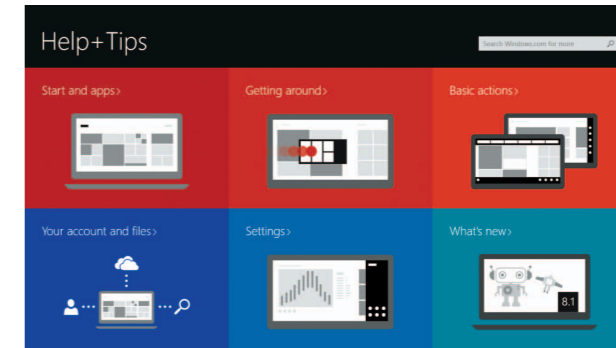 Help+Tips
Search Windows.com for more
Start and apps>
Getting around>
Basic actions>
Your account and files>
Settings>
What's new>
8.1